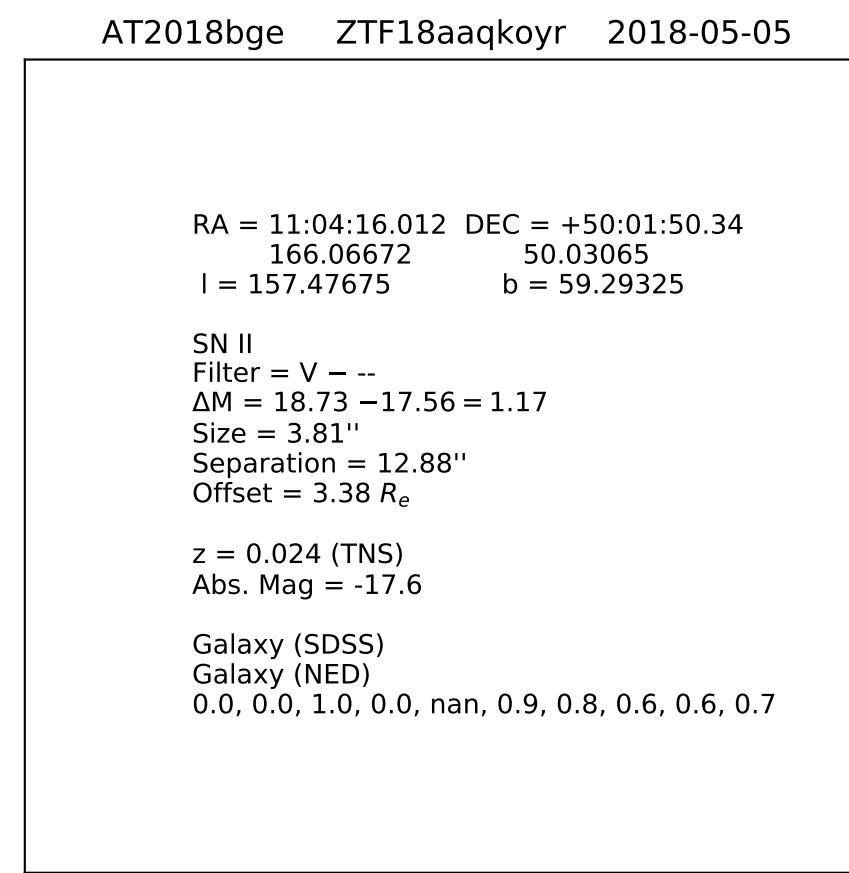 AT2018bge ZTF18aaqkoyr 2018-05-05
RA = 11:04:16.012 DEC = +50:01:50.34
166.06672 50.03065
l = 157.47675 b = 59.29325
SN II
Filter = V − --
ΔM = 18.73 −17.56 = 1.17
Size = 3.81''
Separation = 12.88''
Offset = 3.38 Rₑ
z = 0.024 (TNS)
Abs. Mag = -17.6
Galaxy (SDSS)
Galaxy (NED)
0.0, 0.0, 1.0, 0.0, nan, 0.9, 0.8, 0.6, 0.6, 0.7